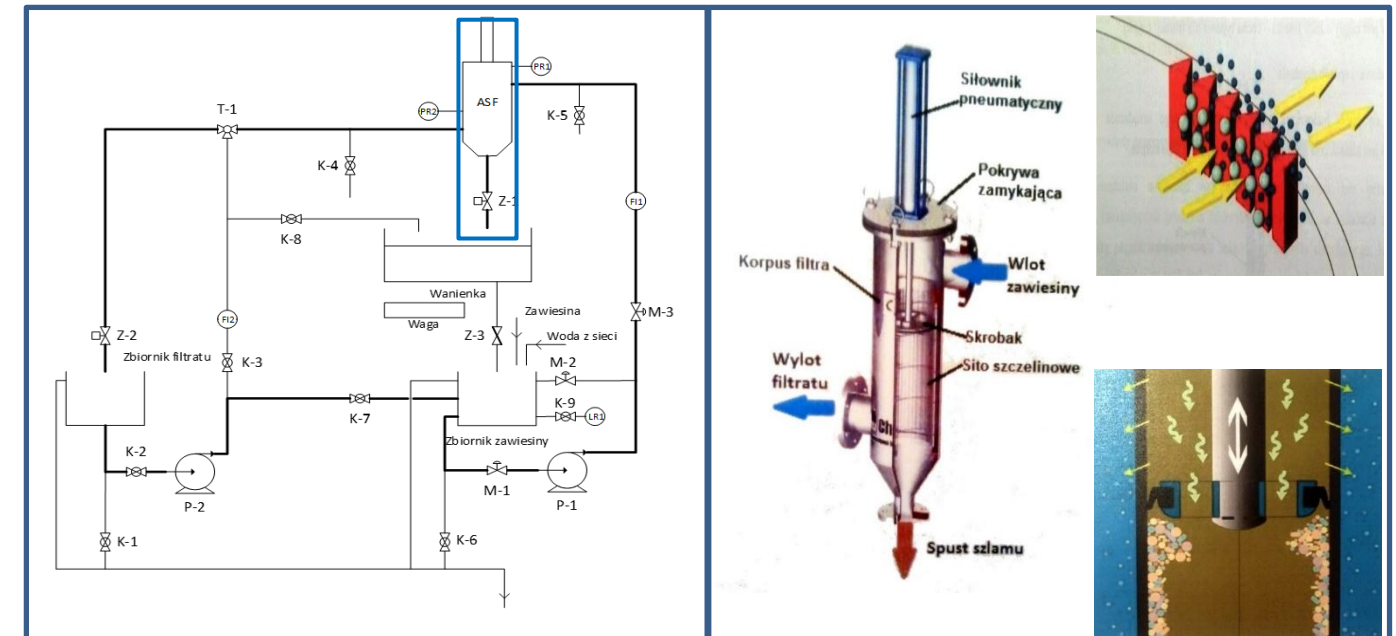 PR1
ASF
PR2
K-5
T-1
K-4
Z-1
FI1
K-8
Wanienka
Waga
Zawiesina
M-3
Z-3
Woda z sieci
FI2
Z-2
Zbiornik filtratu
K-3
M-2
K-9
LR1
K-7
Zbiornik zawiesiny
K-2
M-1
P-2
P-1
K-1
K-6
Siłownik
pneumatyczny
Pokrywa
zamykająca
Korpus filtra
Wlot
zawiesiny
Skrobak
Sito szczelinowe
Wylot
filtratu
Spust szlamu